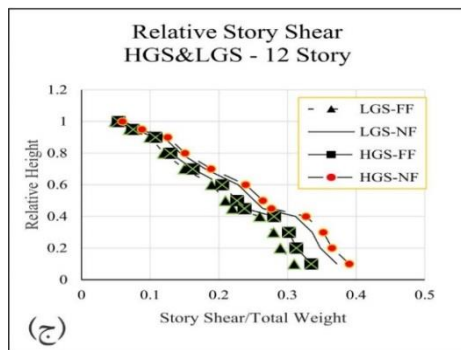 Relative Story Shear
HGS&LGS - 12 Story
1.2
1
0.8
0.6
0.4
0.2
0
Relative Height
LGS-FF
LGS-NF
HGS-FF
HGS-NF
0 0.1 0.2 0.3 0.4 0.5
Story Shear/Total Weight
(ج)